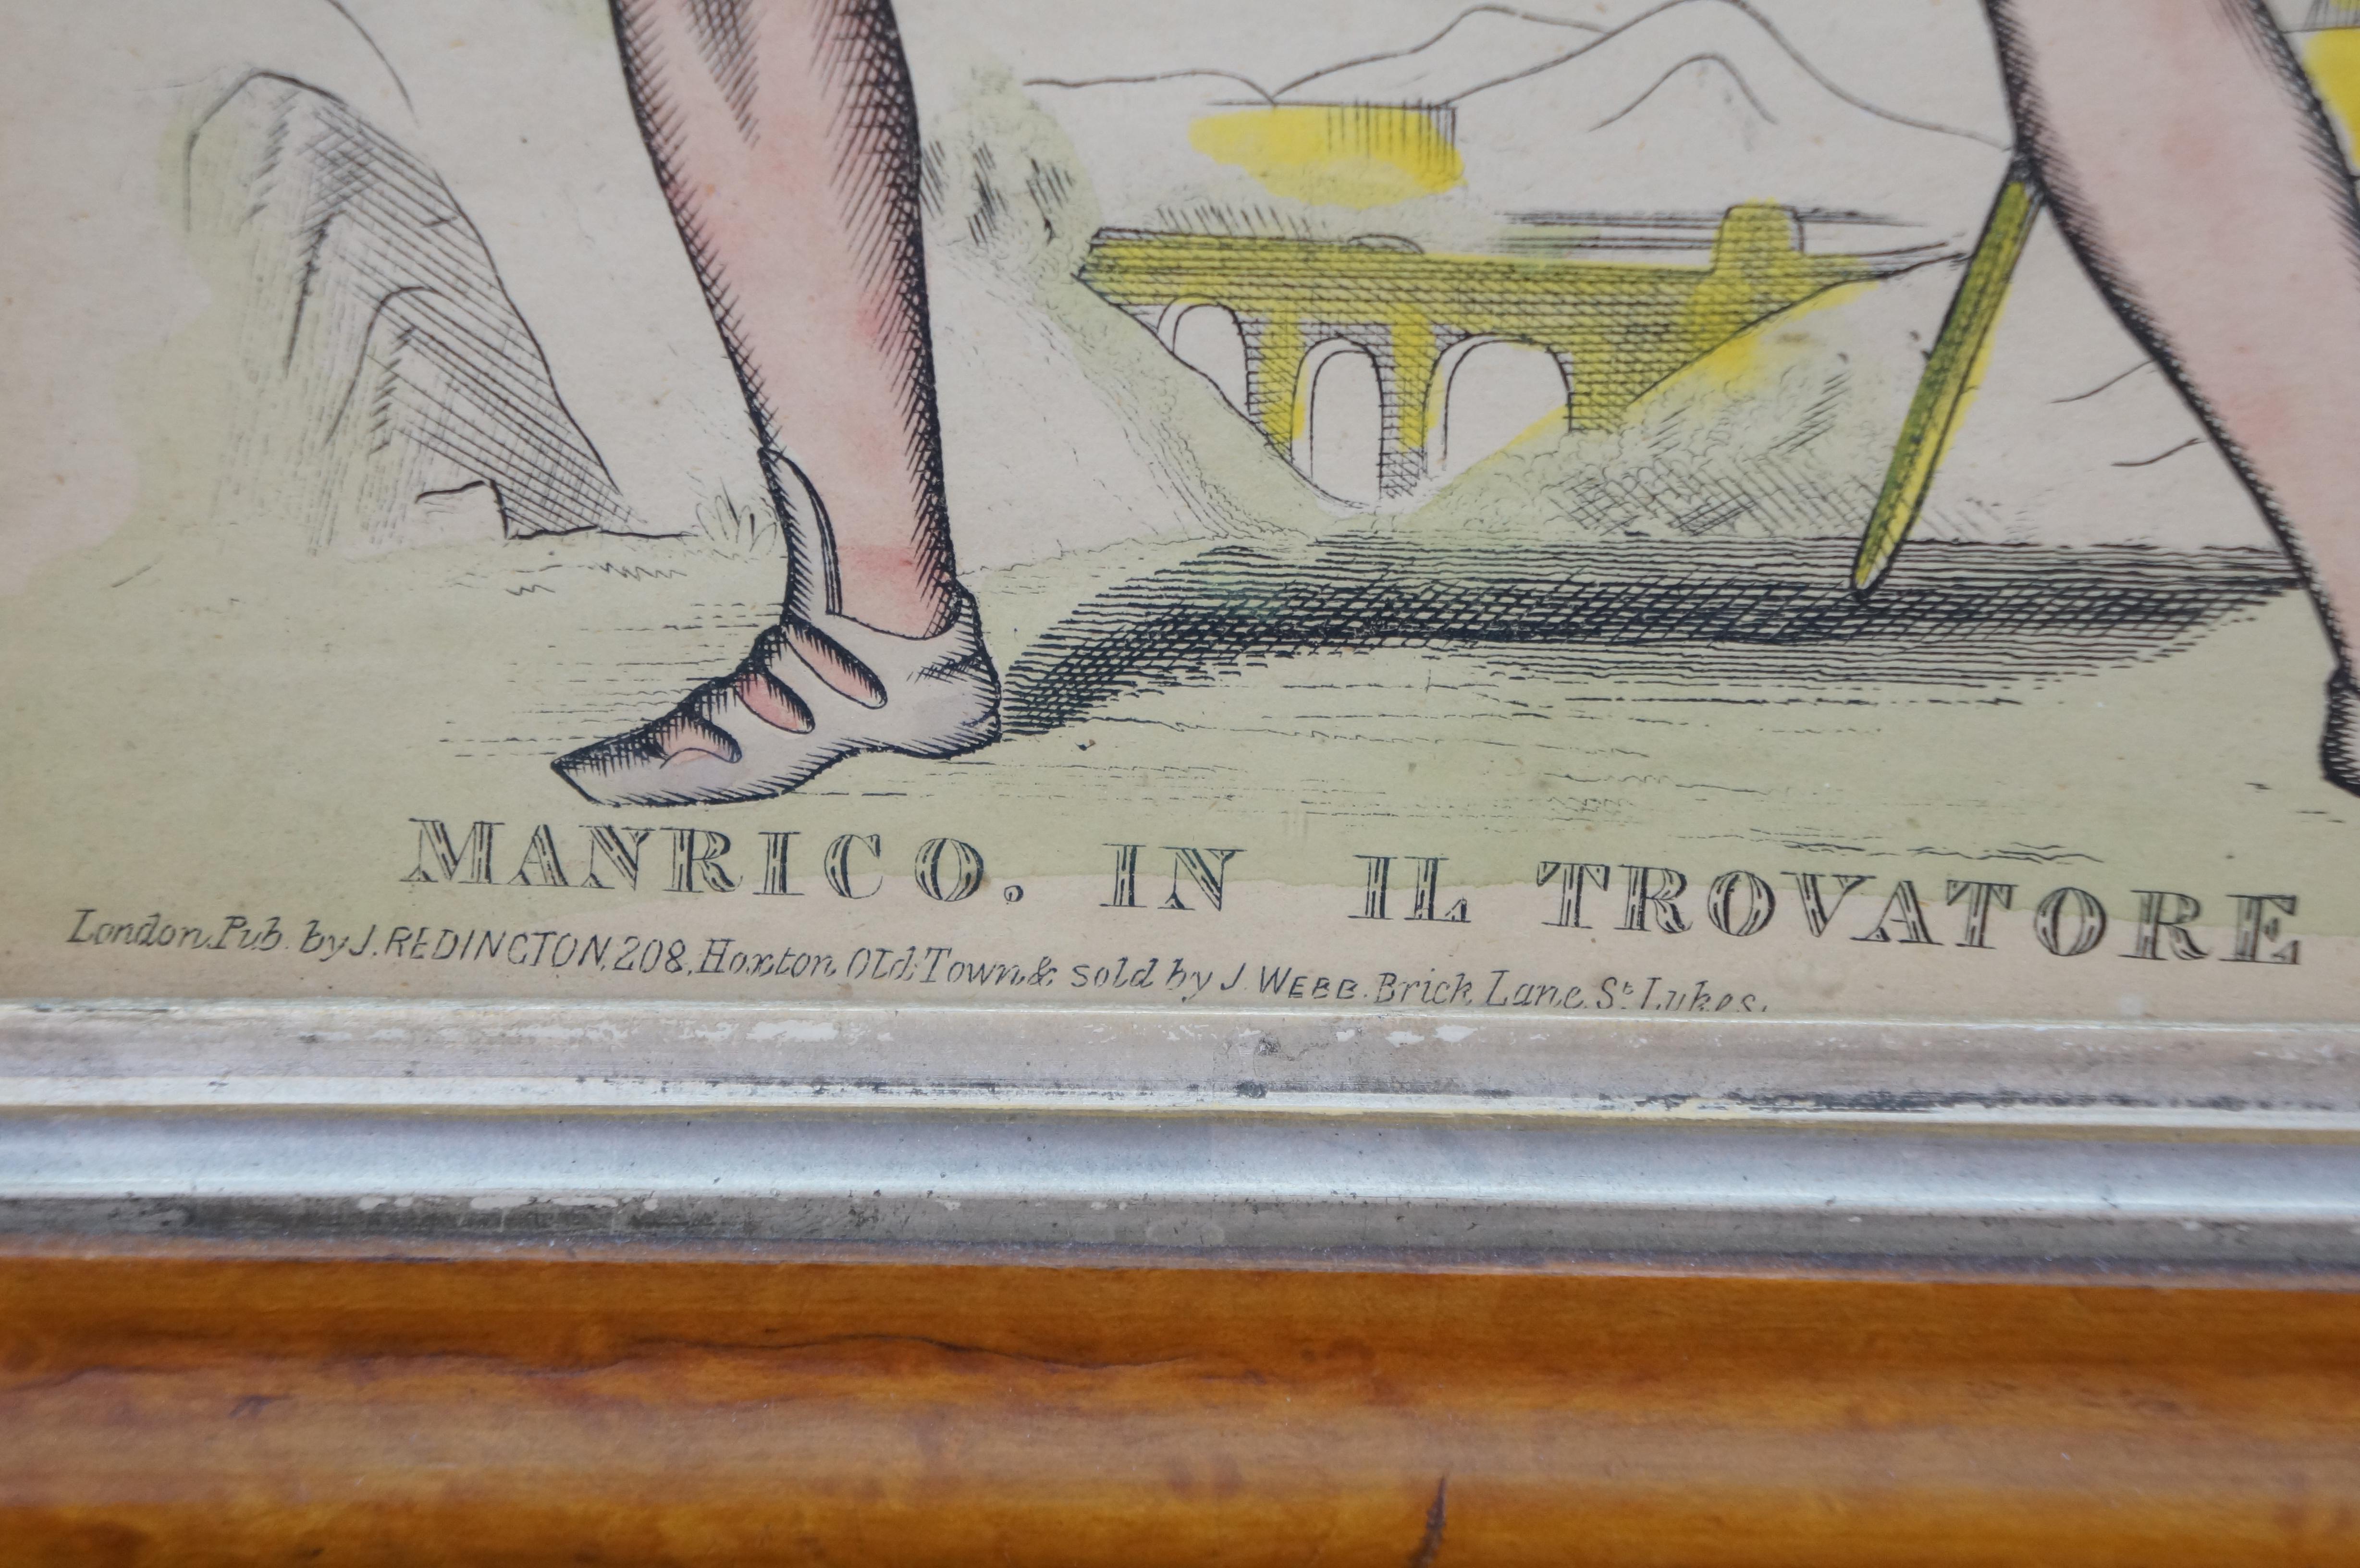 MANRICO. IN IL TROVATORE
London, Pub. by J. REDINGTON, 208, Hoxton Old Town & sold by J. WEBB. Brick Lane St. Lukes.